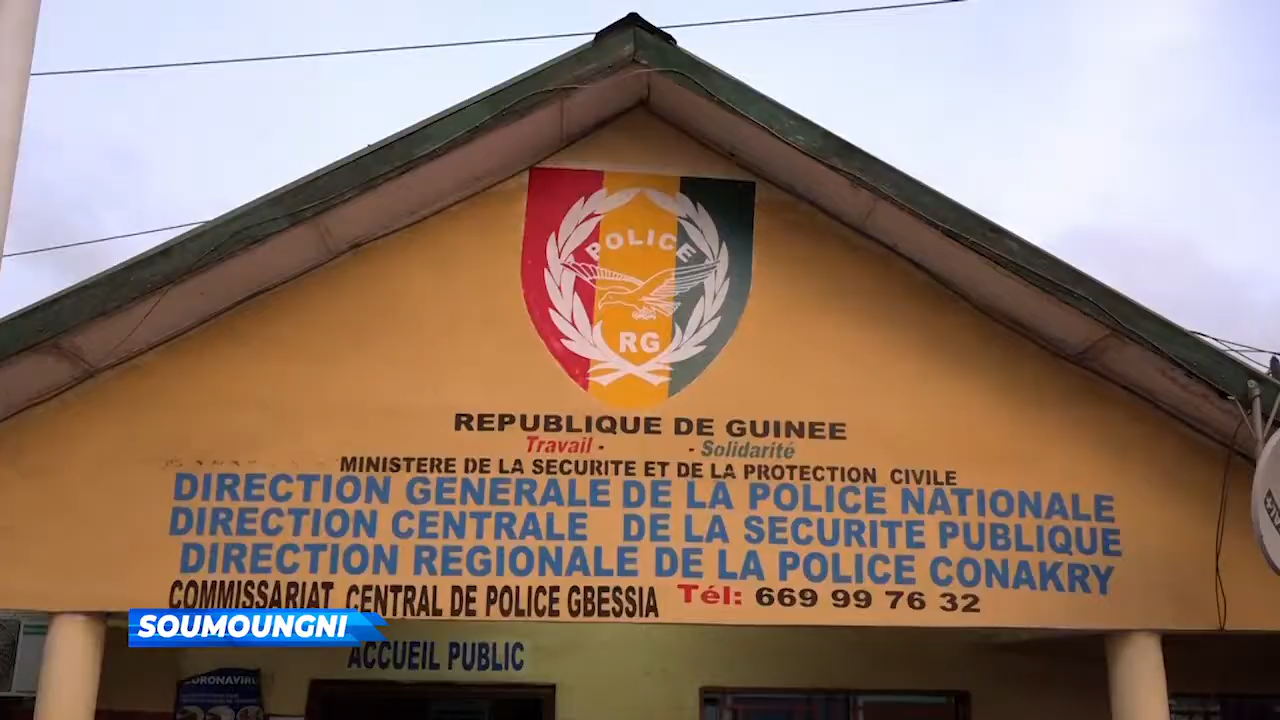 POLICE
RG
REPUBLIQUE DE GUINEE
Travail - - Solidarité
MINISTERE DE LA SECURITE ET DE LA PROTECTION CIVILE
DIRECTION GENERALE DE LA POLICE NATIONALE
DIRECTION CENTRALE DE LA SECURITE PUBLIQUE
DIRECTION REGIONALE DE LA POLICE CONAKRY
COMMISSARIAT CENTRAL DE POLICE GBESSIA Tél: 669 99 76 32
SOUMOUNGNI
ACCUEIL PUBLIC